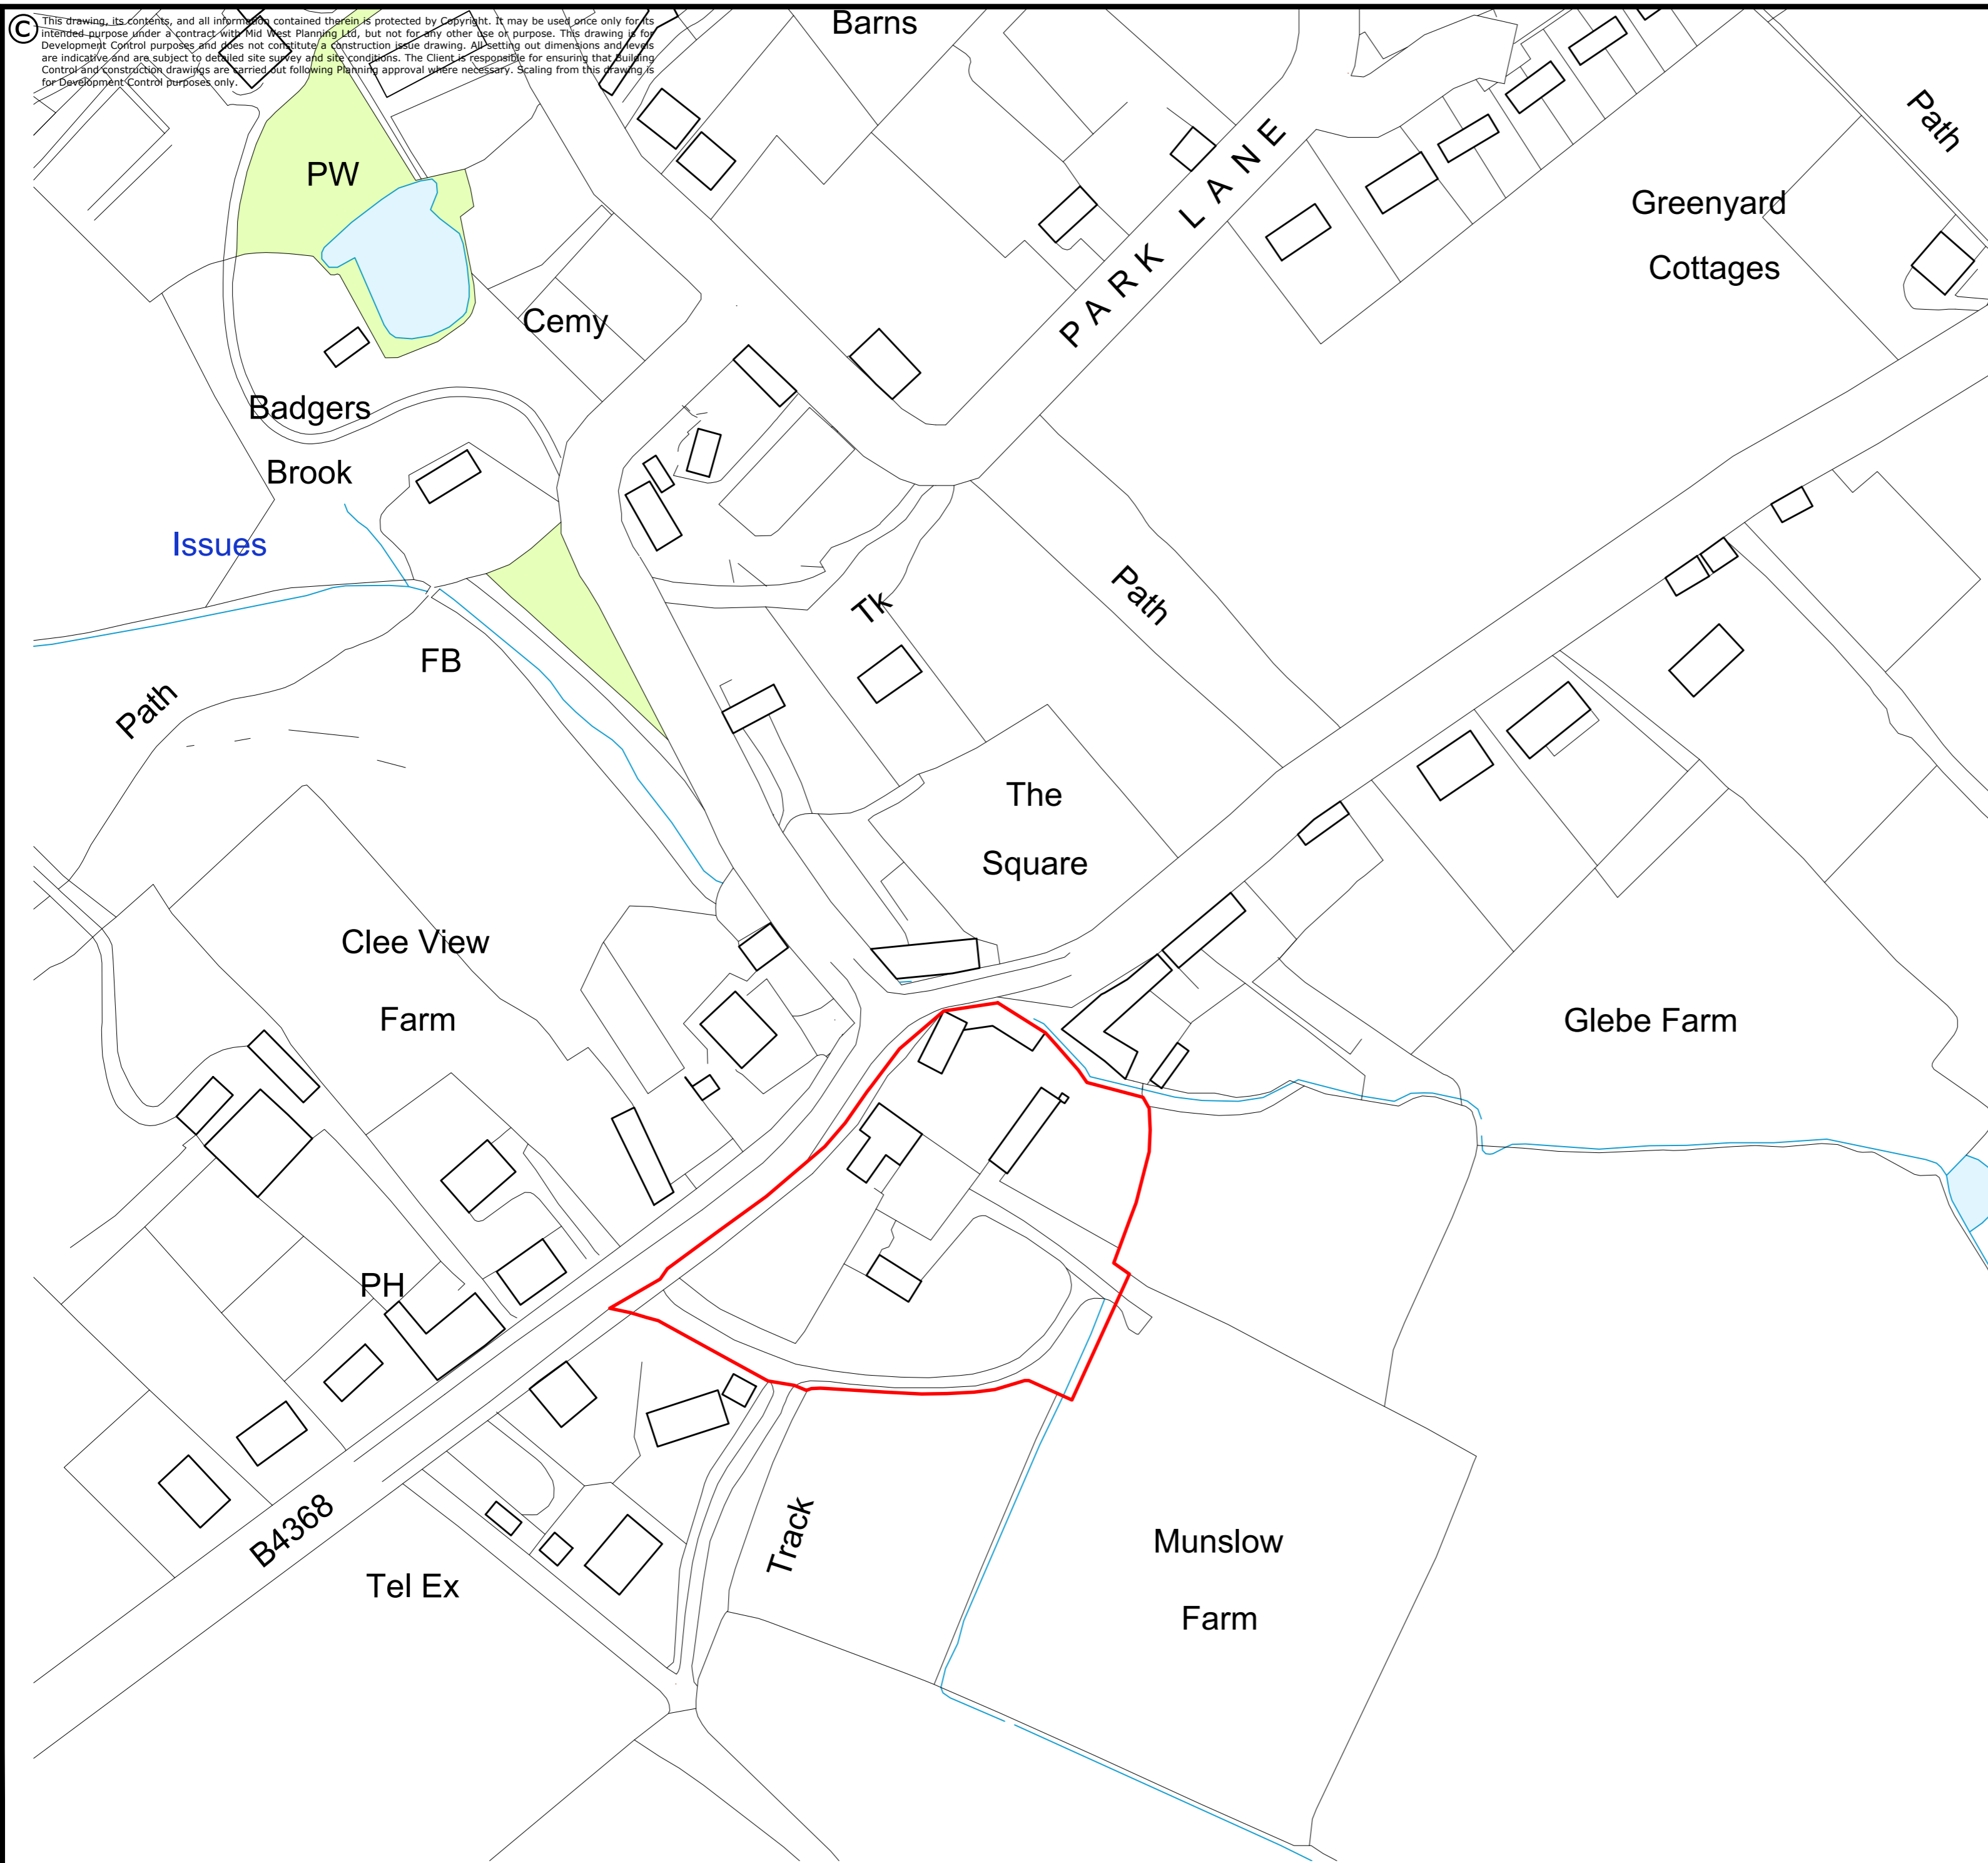 © This drawing, its contents, and all information contained therein is protected by Copyright. It may be used once only for its
intended purpose under a contract with Mid West Planning Ltd, but not for any other use or purpose. This drawing is for
Development Control purposes and does not constitute a construction issue drawing. All setting out dimensions and levels
are indicative and are subject to detailed site survey and site conditions. The Client is responsible for ensuring that Building
Control and construction drawings are carried out following Planning approval where necessary. Scaling from this drawing is
for Development Control purposes only.
Barns
Path
PW
PARK LANE
Greenyard
Cottages
Cemy
Badgers
Brook
Issues
Tk
Path
FB
Path
The
Square
Clee View
Farm
Glebe Farm
PH
B4368
Track
Tel Ex
Munslow
Farm